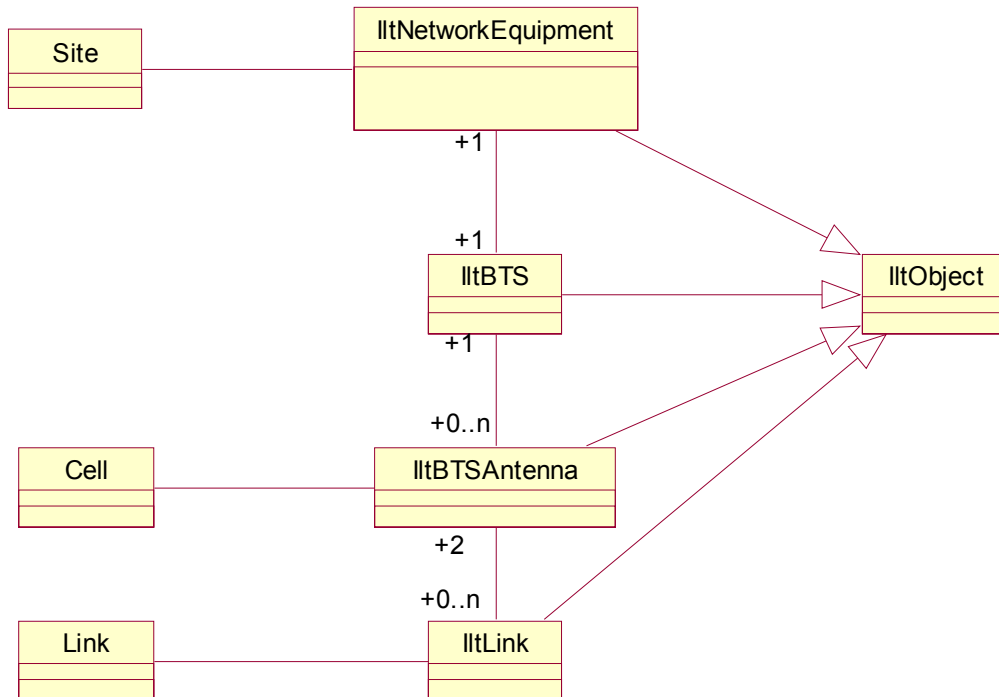 IltNetworkEquipment
Site
+1
+1
IltBTS
IltObject
+1
+0..n
Cell
IltBTSAntenna
+2
+0..n
Link
IltLink